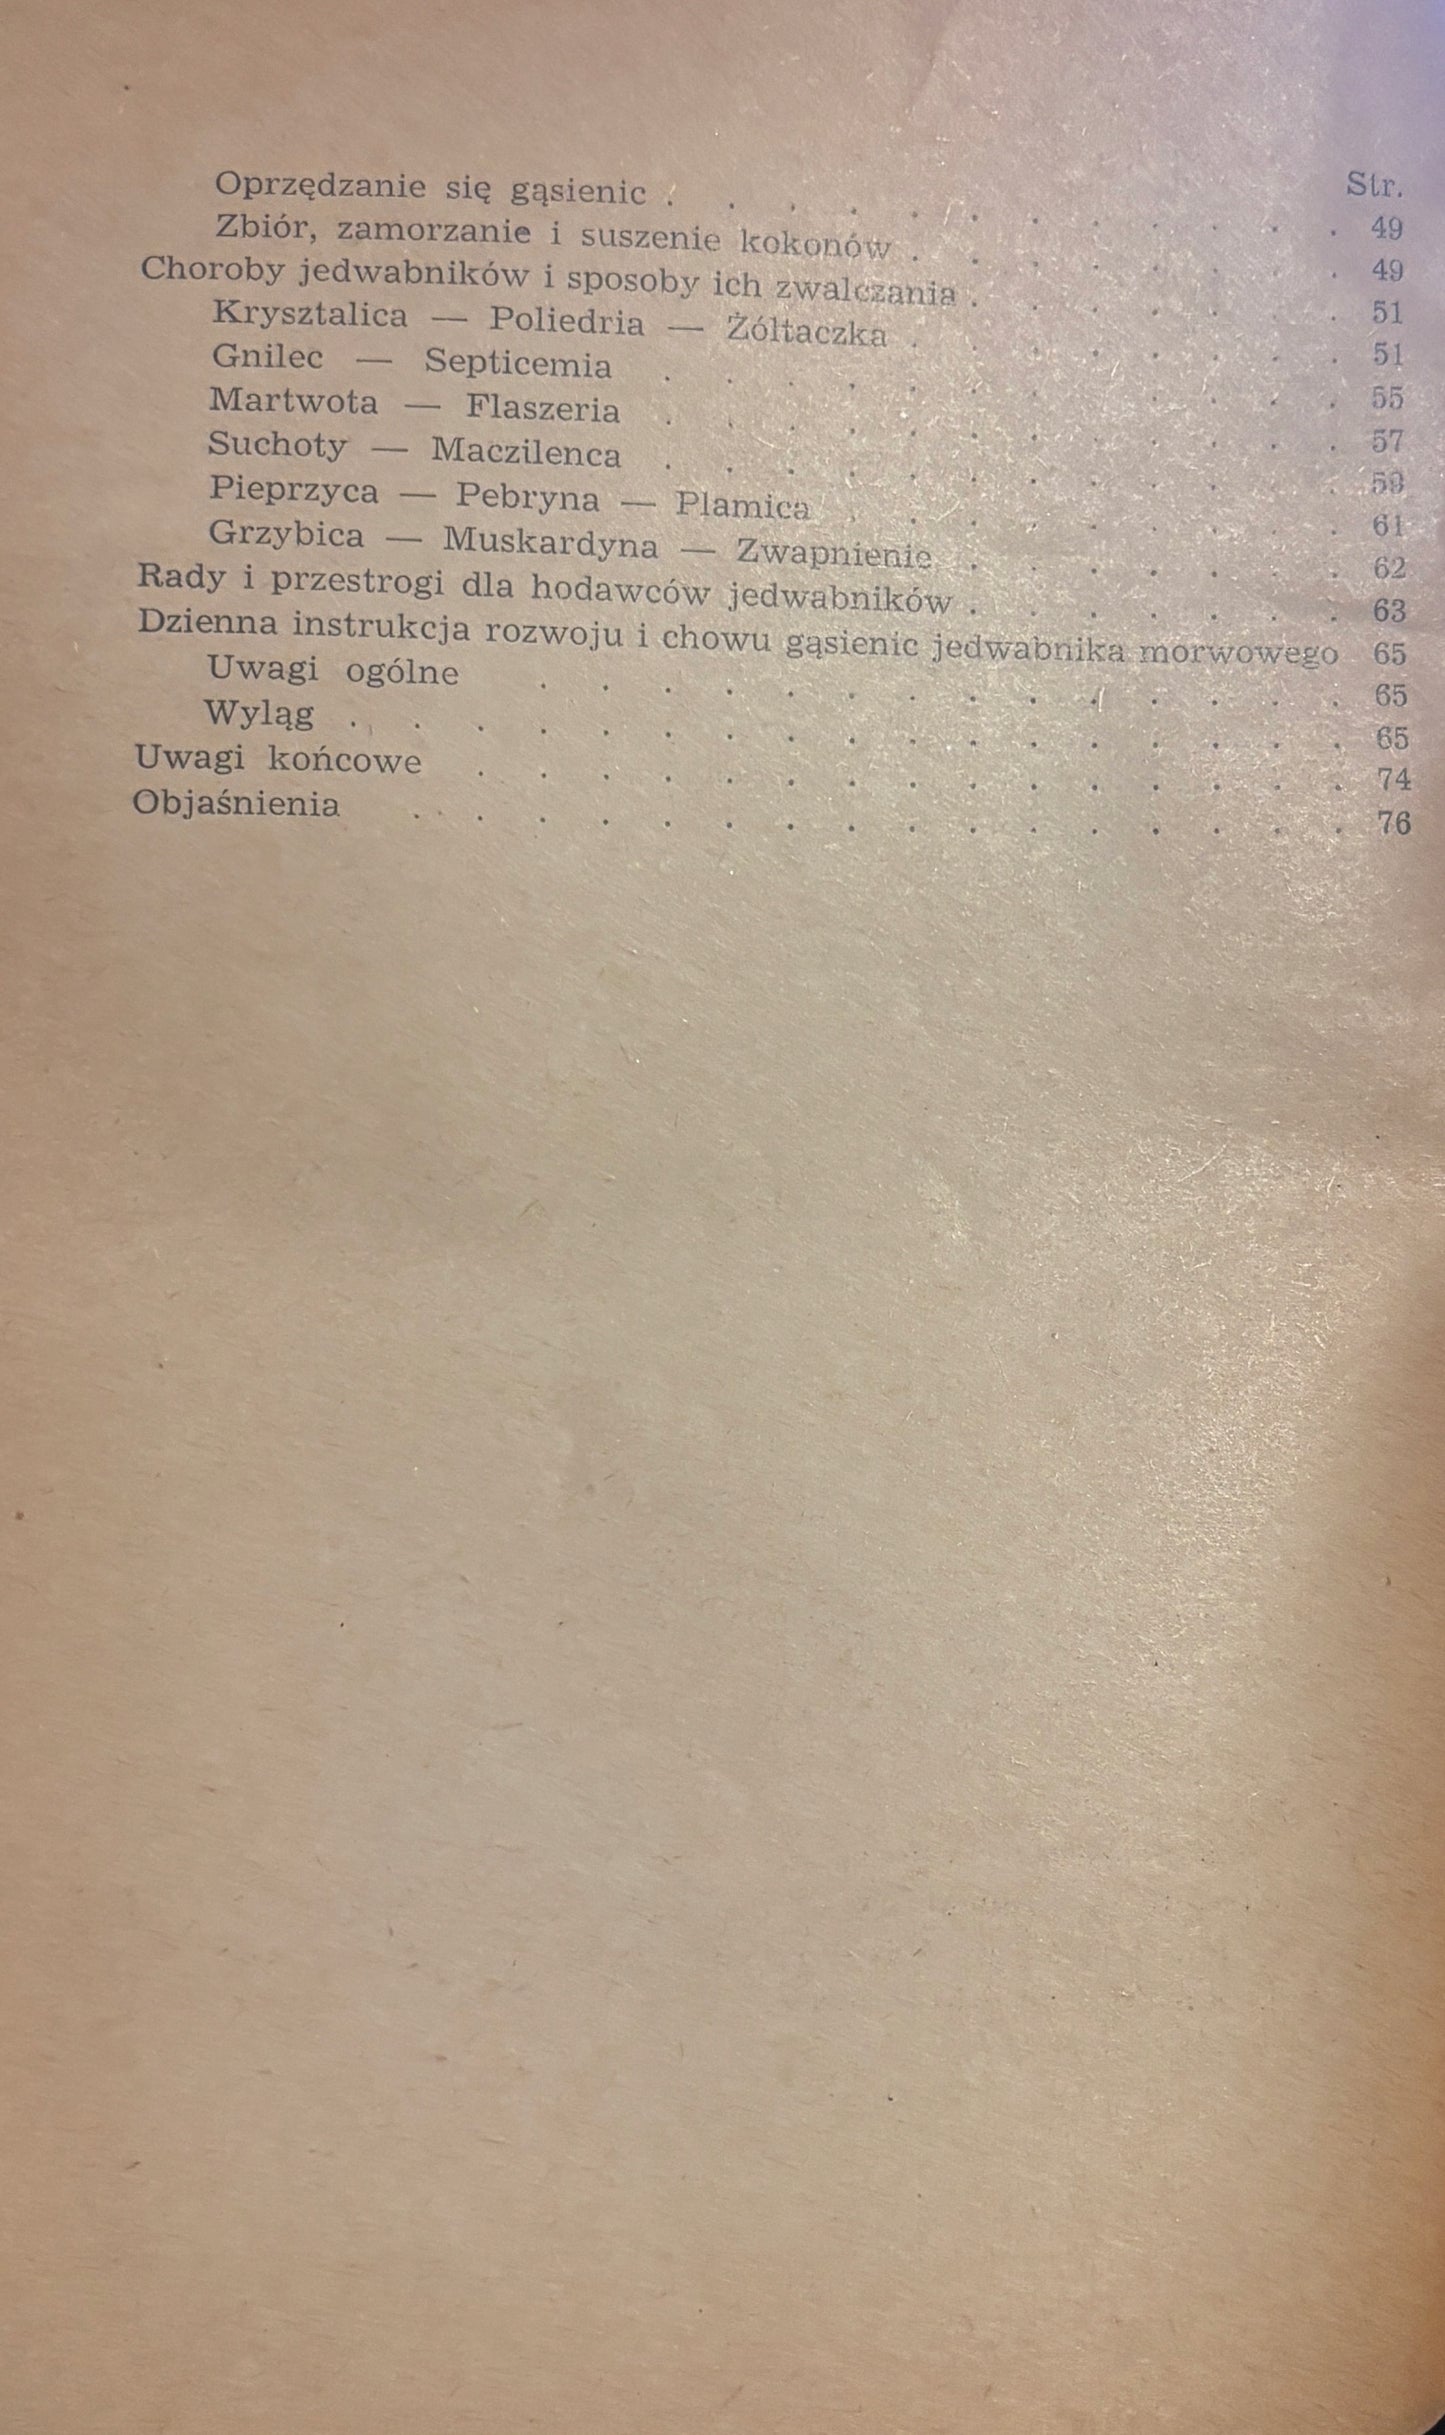 Str.
Oprzędzanie się gąsienic . . . . . . . . . . . . 49
Zbiór, zamorzanie i suszenie kokonów . . . . . . . . 49
Choroby jedwabników i sposoby ich zwalczania . . . . . . . 51
Krysztalica — Poliedria — Żółtaczka . . . . . . . . 51
Gnilec — Septicemia . . . . . . . . . . . . 55
Martwota — Flaszeria . . . . . . . . . . . . 57
Suchoty — Maczilenca . . . . . . . . . . . . 59
Pieprzyca — Pebryna — Plamica . . . . . . . . . 61
Grzybica — Muskardyna — Zwapnienie . . . . . . . 62
Rady i przestrogi dla hodawców jedwabników . . . . . . . 63
Dzienna instrukcja rozwoju i chowu gąsienic jedwabnika morwowego 65
Uwagi ogólne . . . . . . . . . . . . . . 65
Wyląg . . . . . . . . . . . . . . . . . 65
Uwagi końcowe . . . . . . . . . . . . . . . 74
Objaśnienia . . . . . . . . . . . . . . . . 76